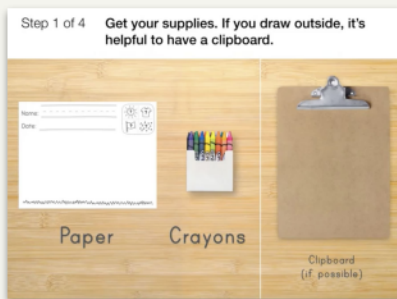 Step 1 of 4
Get your supplies. If you draw outside, it's
helpful to have a clipboard.
Name:
Date:
Paper
Crayons
Clipboard
(if possible)